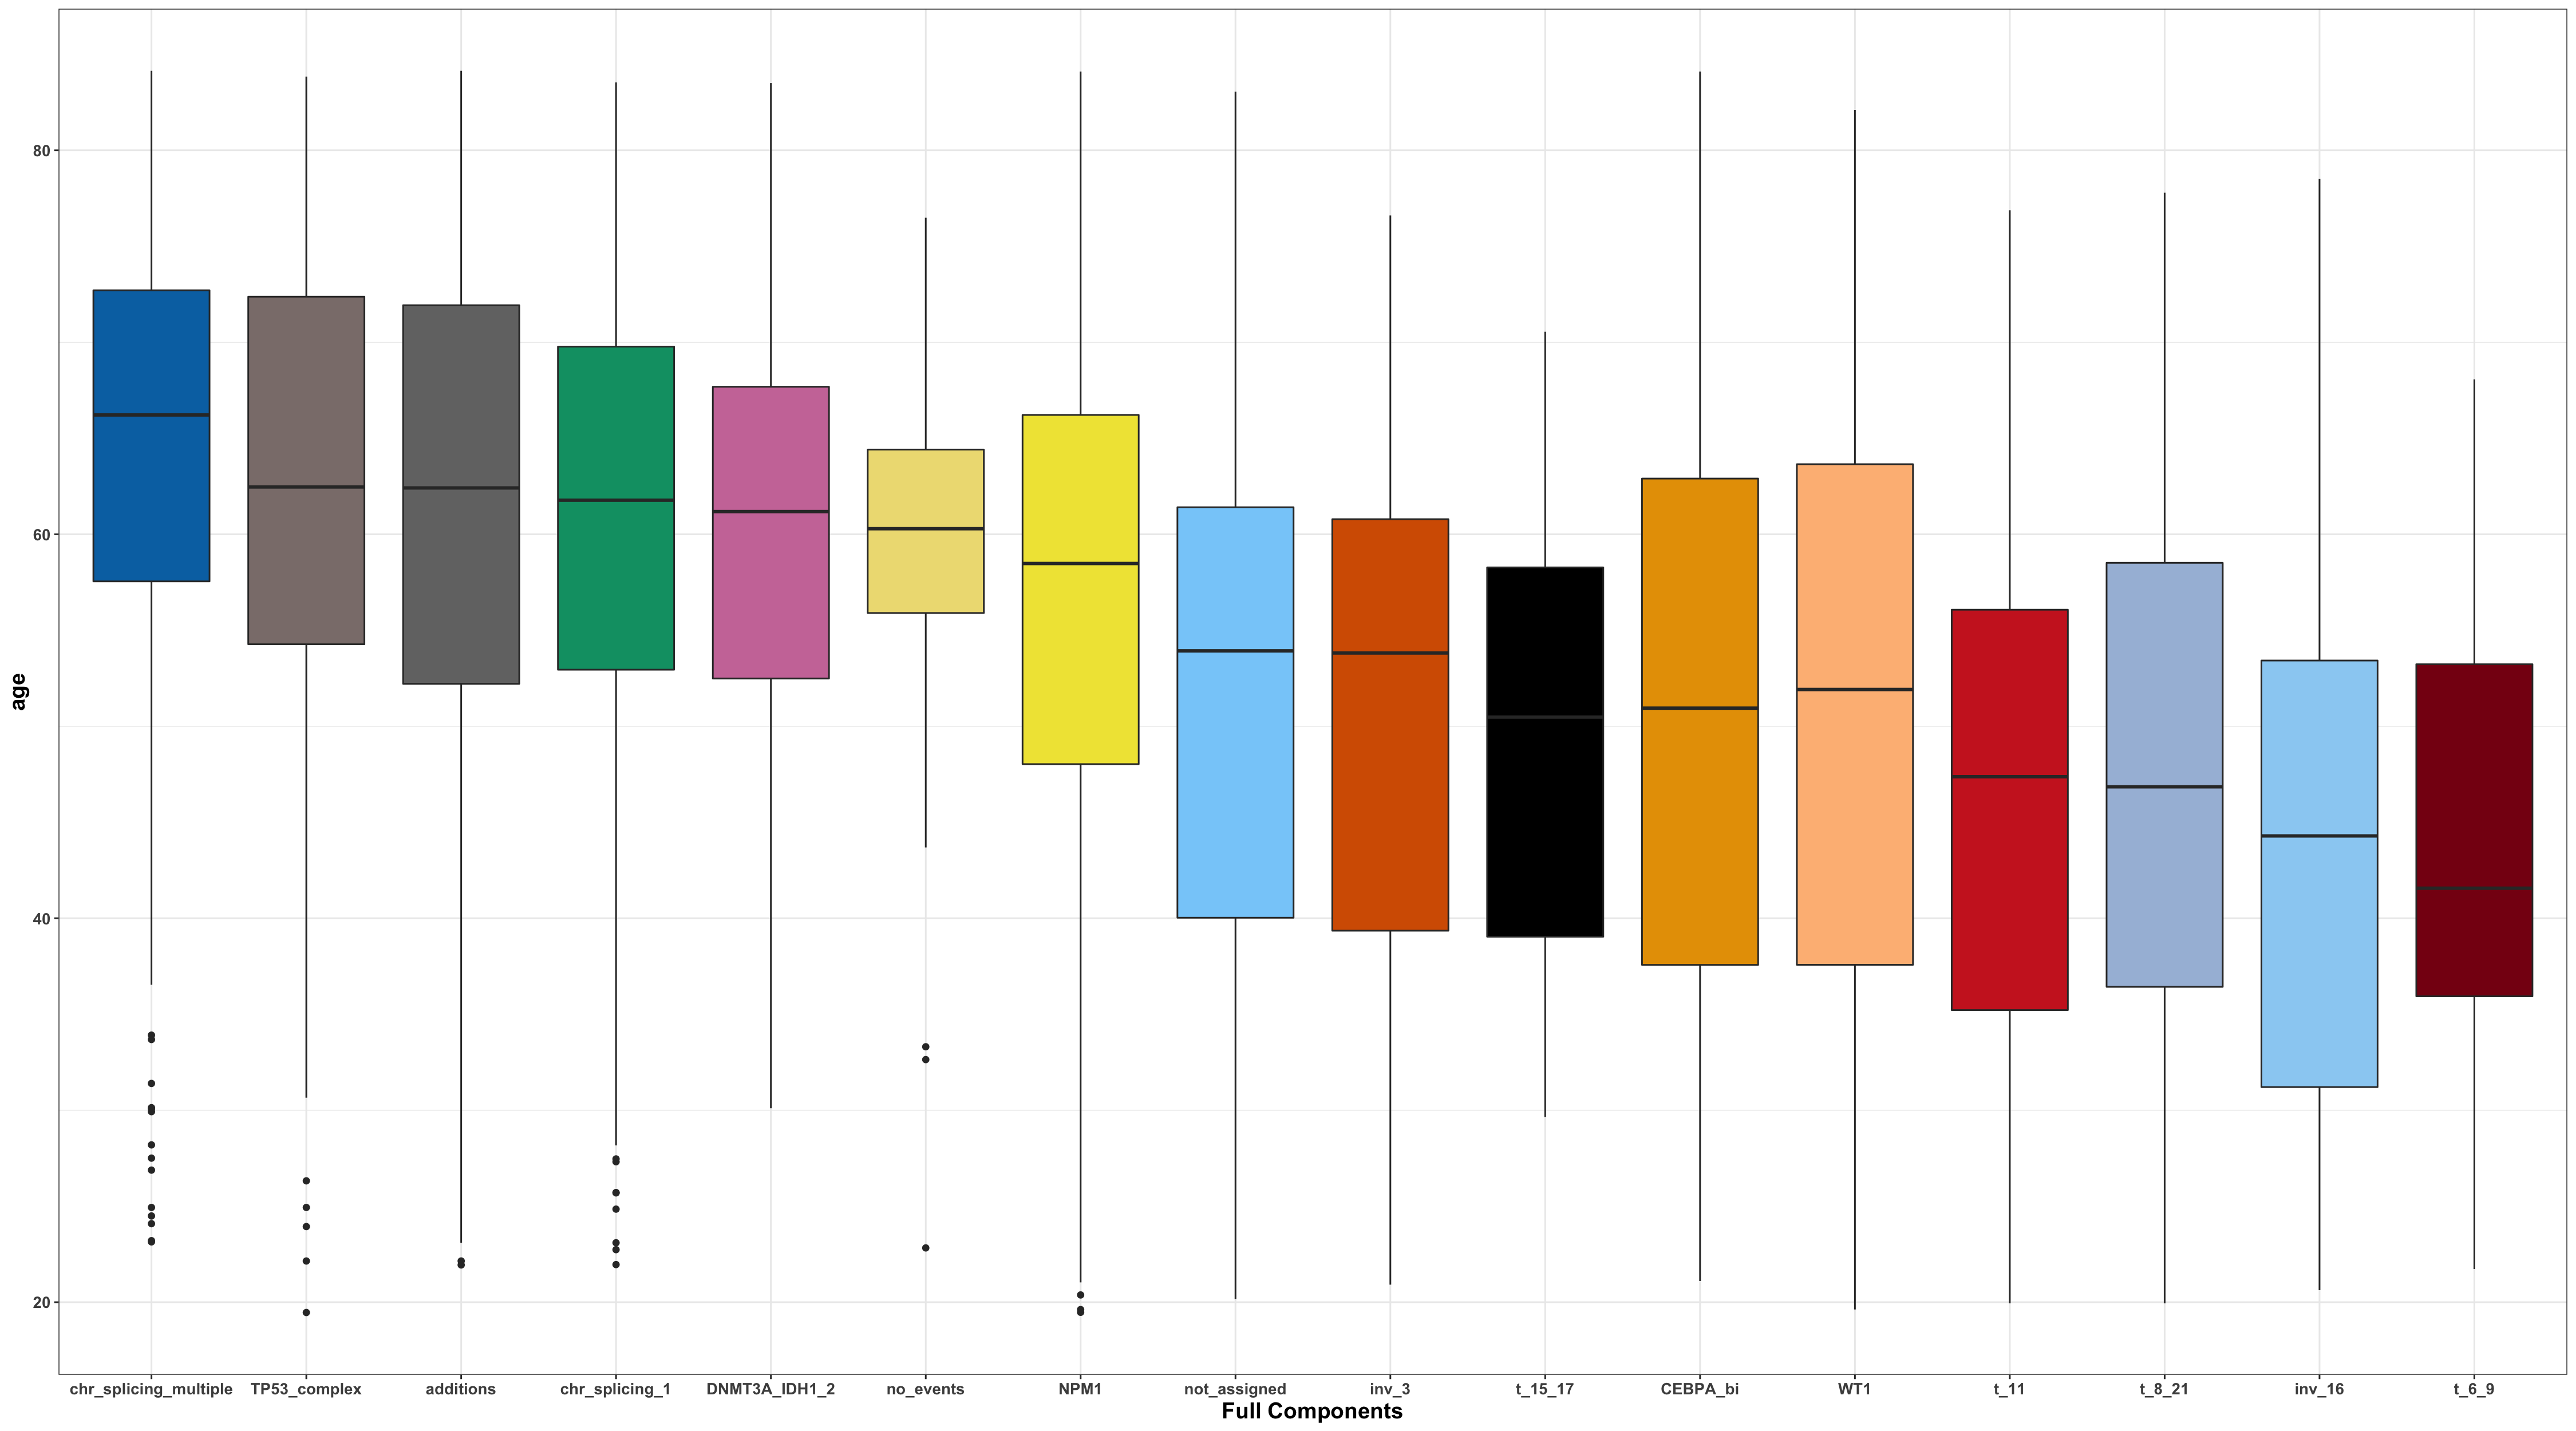 80
60
40
20
age
chr_splicing_multiple TP53_complex additions chr_splicing_1 DNMT3A_IDH1_2 no_events NPM1 not_assigned inv_3 t_15_17 CEBPA_bi WT1 t_11 t_8_21 inv_16 t_6_9
Full Components